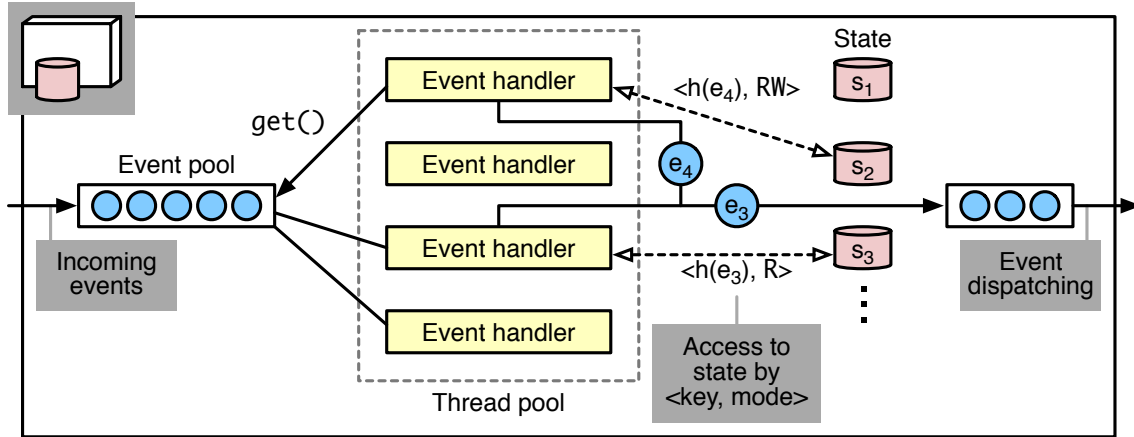 State
Event handler
<h(e4), RW>
s1
get()
Event pool
Event handler
e4
s2
e3
Event handler
s3
Incoming
events
<h(e3), R>
Event
dispatching
Event handler
Access to
state by
<key, mode>
Thread pool